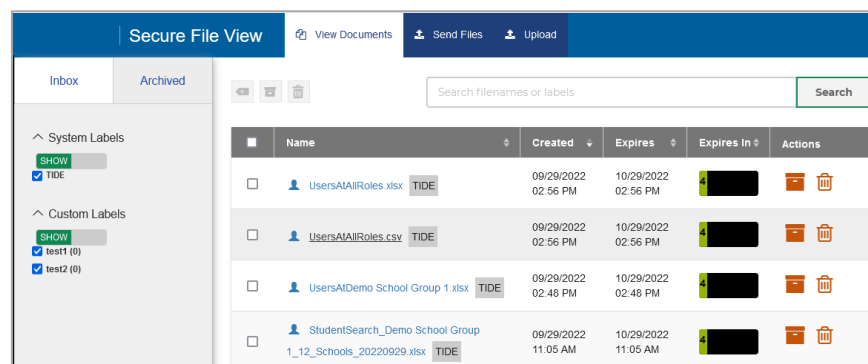 Secure File View
View Documents
Send Files
Upload
Inbox
Archived
Search filenames or labels
Search
System Labels
SHOW
TIDE
Custom Labels
SHOW
test1 (0)
test2 (0)
Name
Created
Expires
Expires In
Actions
UsersAtAllRoles.xlsx TIDE
09/29/2022
02:56 PM
10/29/2022
02:56 PM
4
UsersAtAllRoles.csv TIDE
09/29/2022
02:56 PM
10/29/2022
02:56 PM
4
UsersAtDemo School Group 1.xlsx TIDE
09/29/2022
02:48 PM
10/29/2022
02:48 PM
4
StudentSearch_Demo School Group
1_12_Schools_20220929.xlsx TIDE
09/29/2022
11:05 AM
10/29/2022
11:05 AM
4